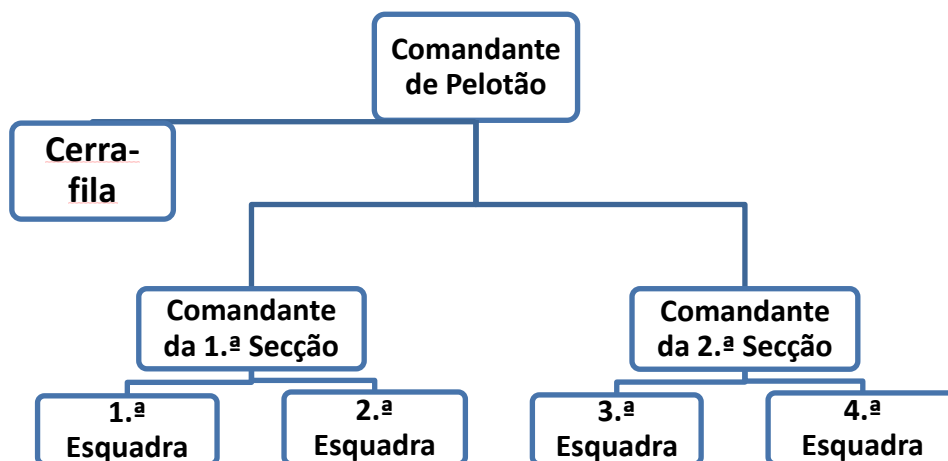 Comandante
de Pelotão
Cerra-
fila
Comandante
da 1.ª Secção
Comandante
da 2.ª Secção
1.ª
Esquadra
2.ª
Esquadra
3.ª
Esquadra
4.ª
Esquadra